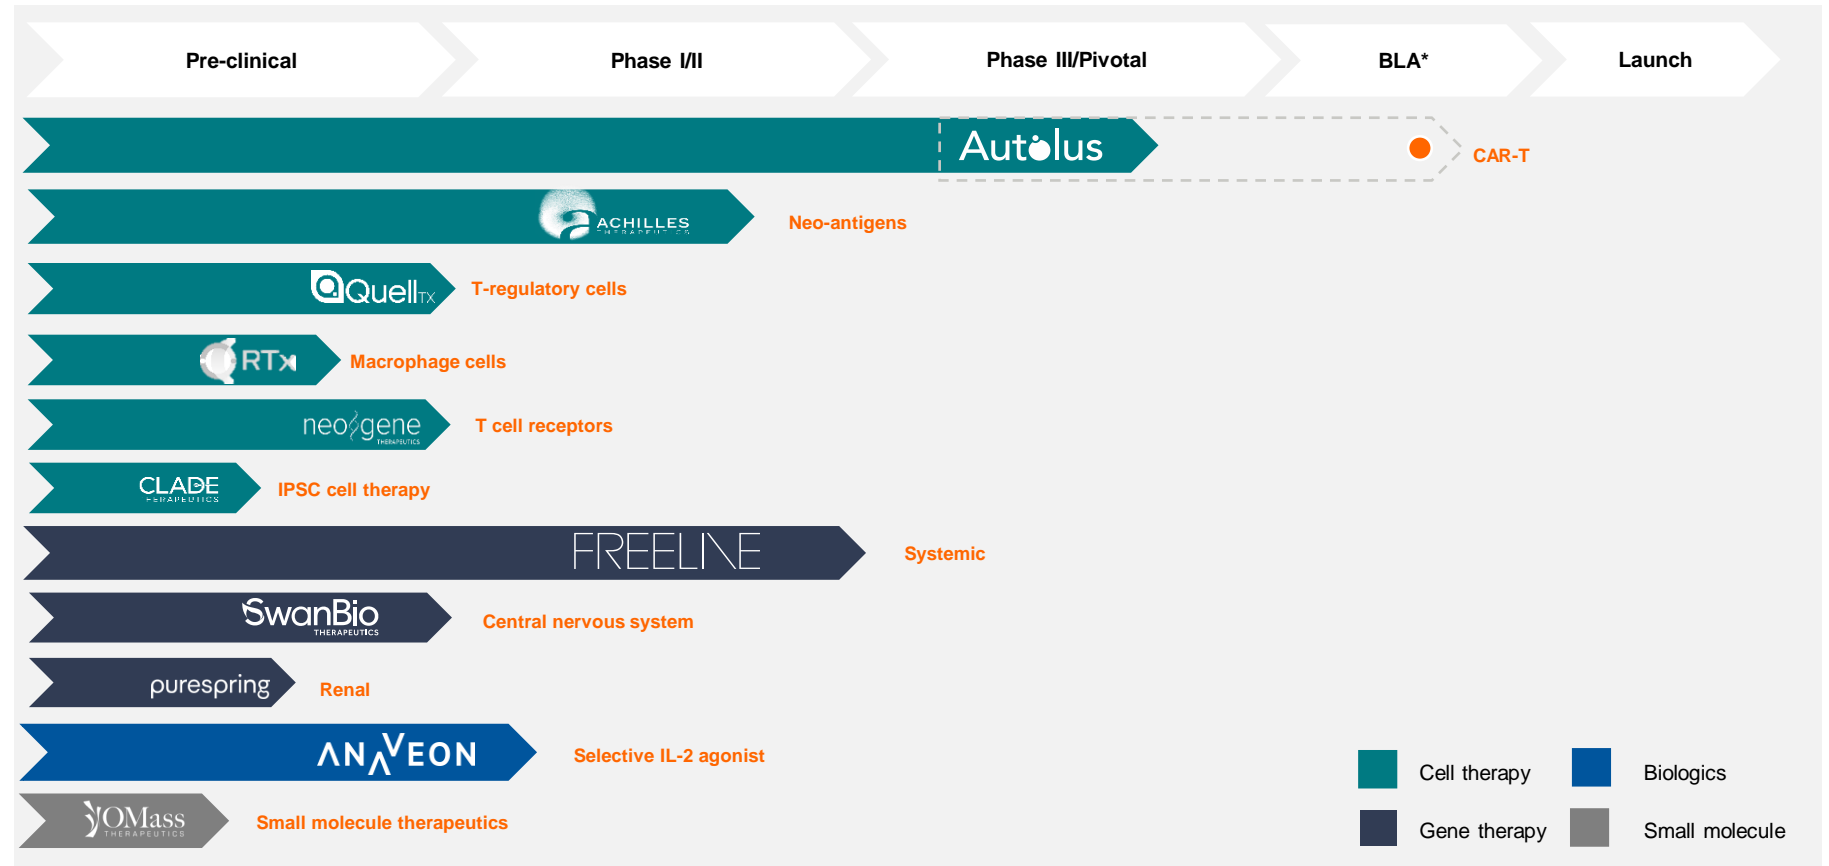 Pre-clinical
Phase I/II
Phase III/Pivotal
BLA*
Launch
Autolus
CAR-T
ACHILLES
THERAPEUTICS
Neo-antigens
QuellTX
T-regulatory cells
RTx
Macrophage cells
neogene
THERAPEUTICS
T cell receptors
CLADE
ERAPEUTICS
IPSC cell therapy
FREELINE
Systemic
SwanBio
THERAPEUTICS
Central nervous system
purespring
Renal
ANAVEON
Selective IL-2 agonist
OMass
THERAPEUTICS
Small molecule therapeutics
Cell therapy
Biologics
Gene therapy
Small molecule